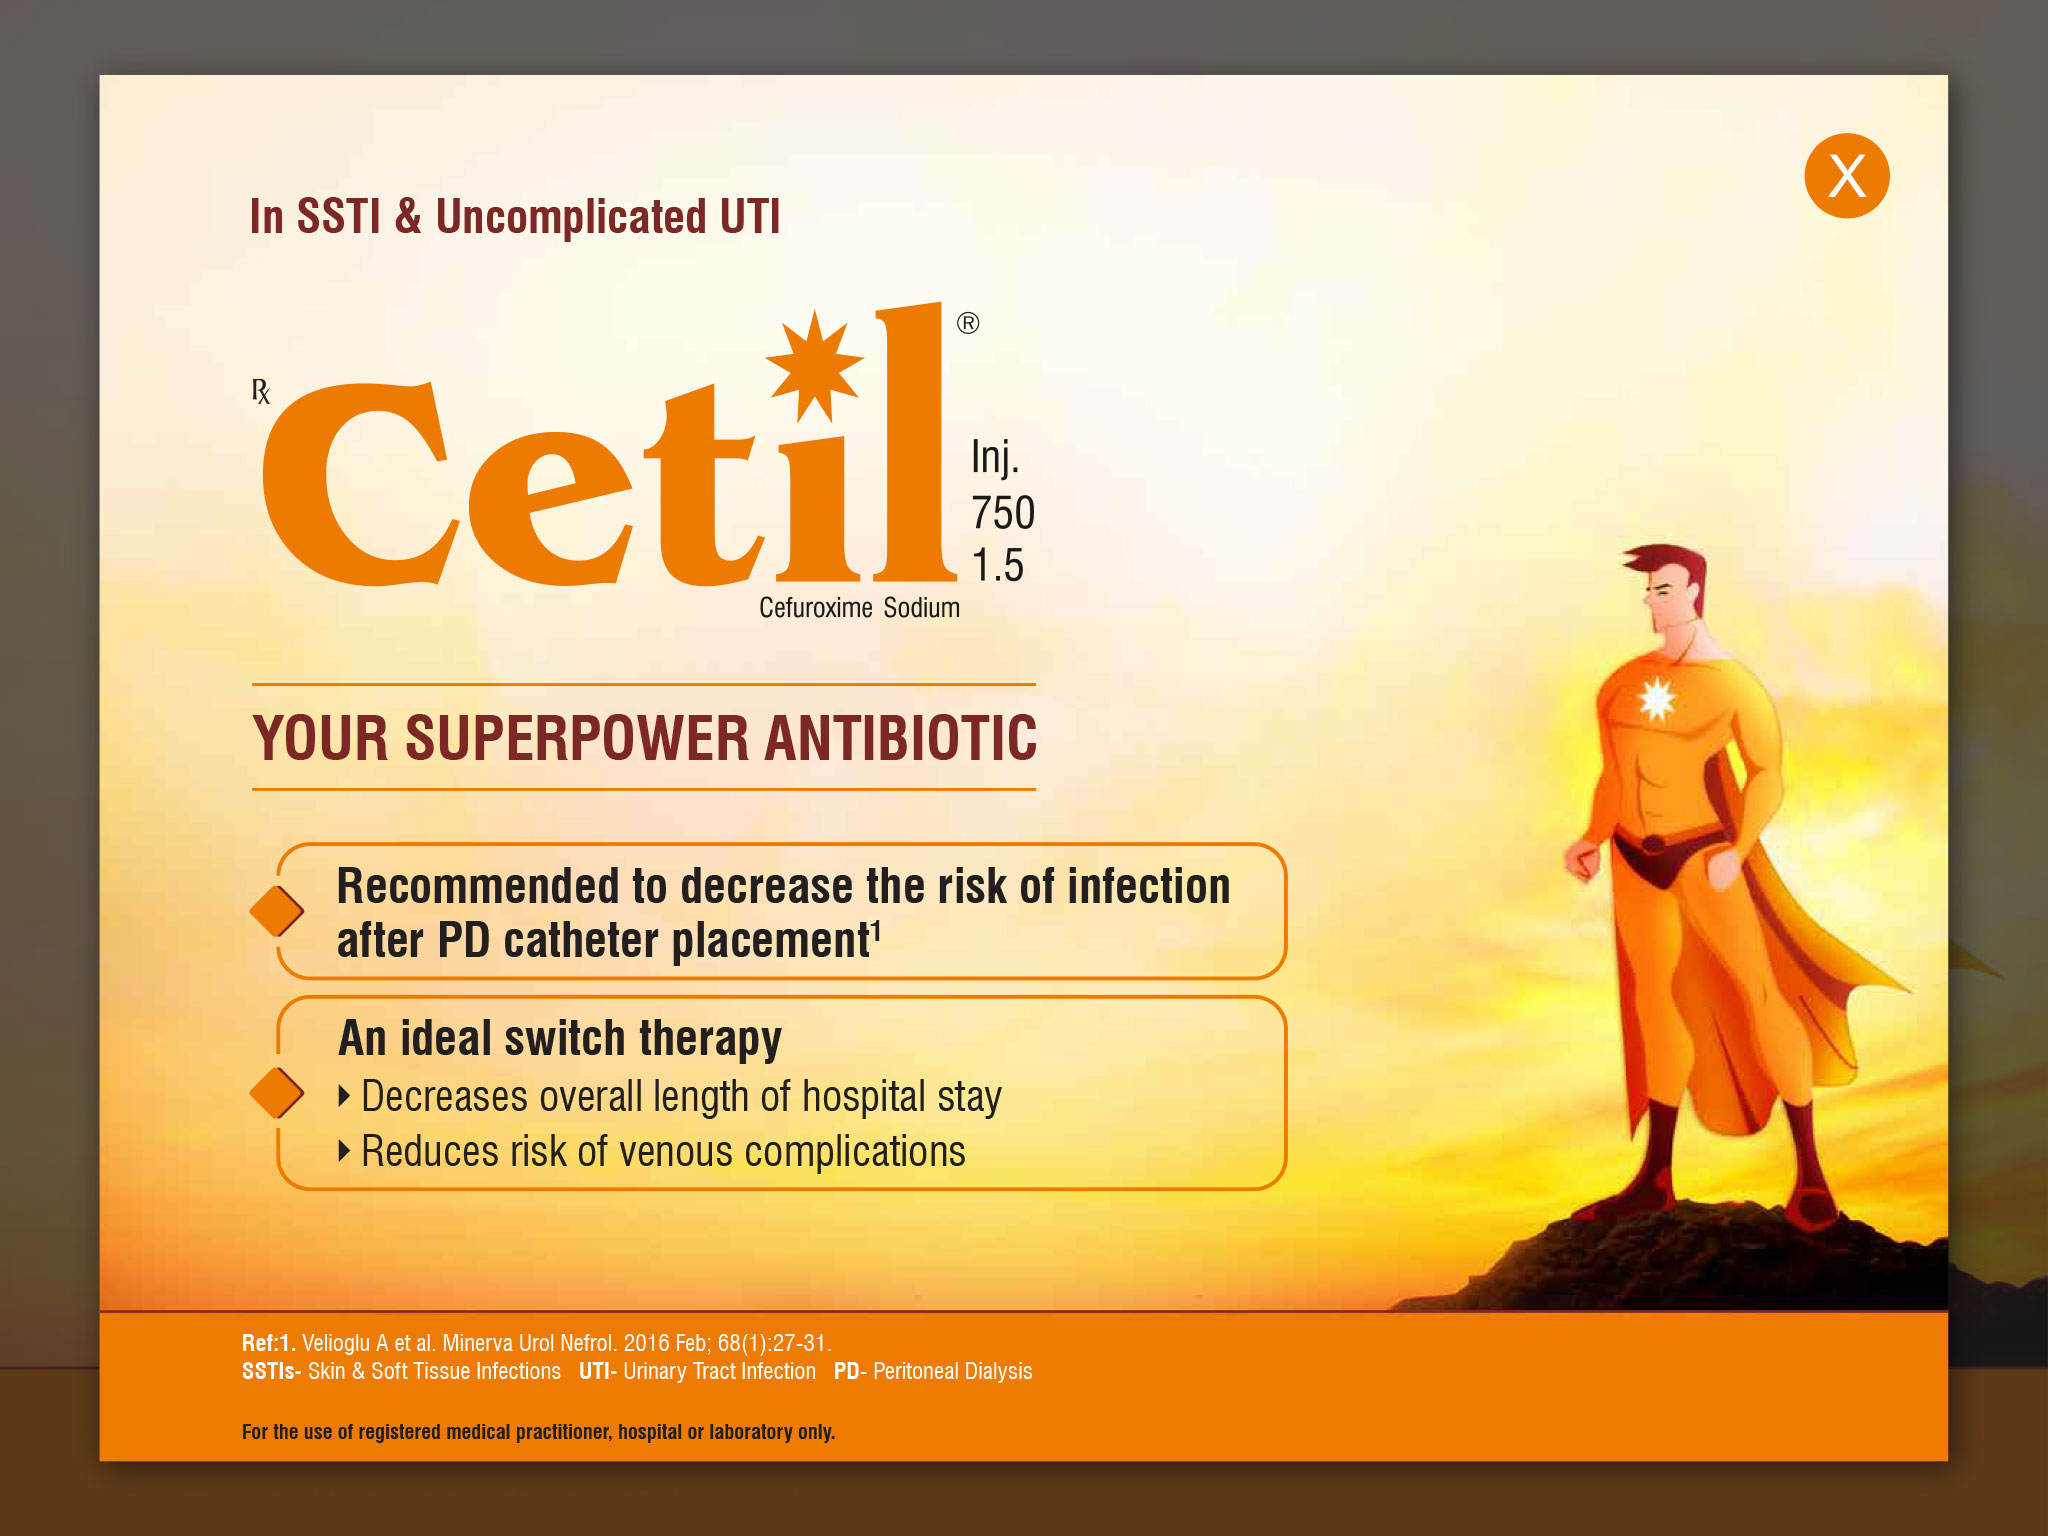 X
In SSTI & Uncomplicated UTI
℞ Cetil®
Inj.
750
1.5
Cefuroxime Sodium
YOUR SUPERPOWER ANTIBIOTIC
Recommended to decrease the risk of infection
after PD catheter placement¹
An ideal switch therapy
Decreases overall length of hospital stay
Reduces risk of venous complications
Ref:1. Velioglu A et al. Minerva Urol Nefrol. 2016 Feb; 68(1):27-31.
SSTIs- Skin & Soft Tissue Infections UTI- Urinary Tract Infection PD- Peritoneal Dialysis
For the use of registered medical practitioner, hospital or laboratory only.